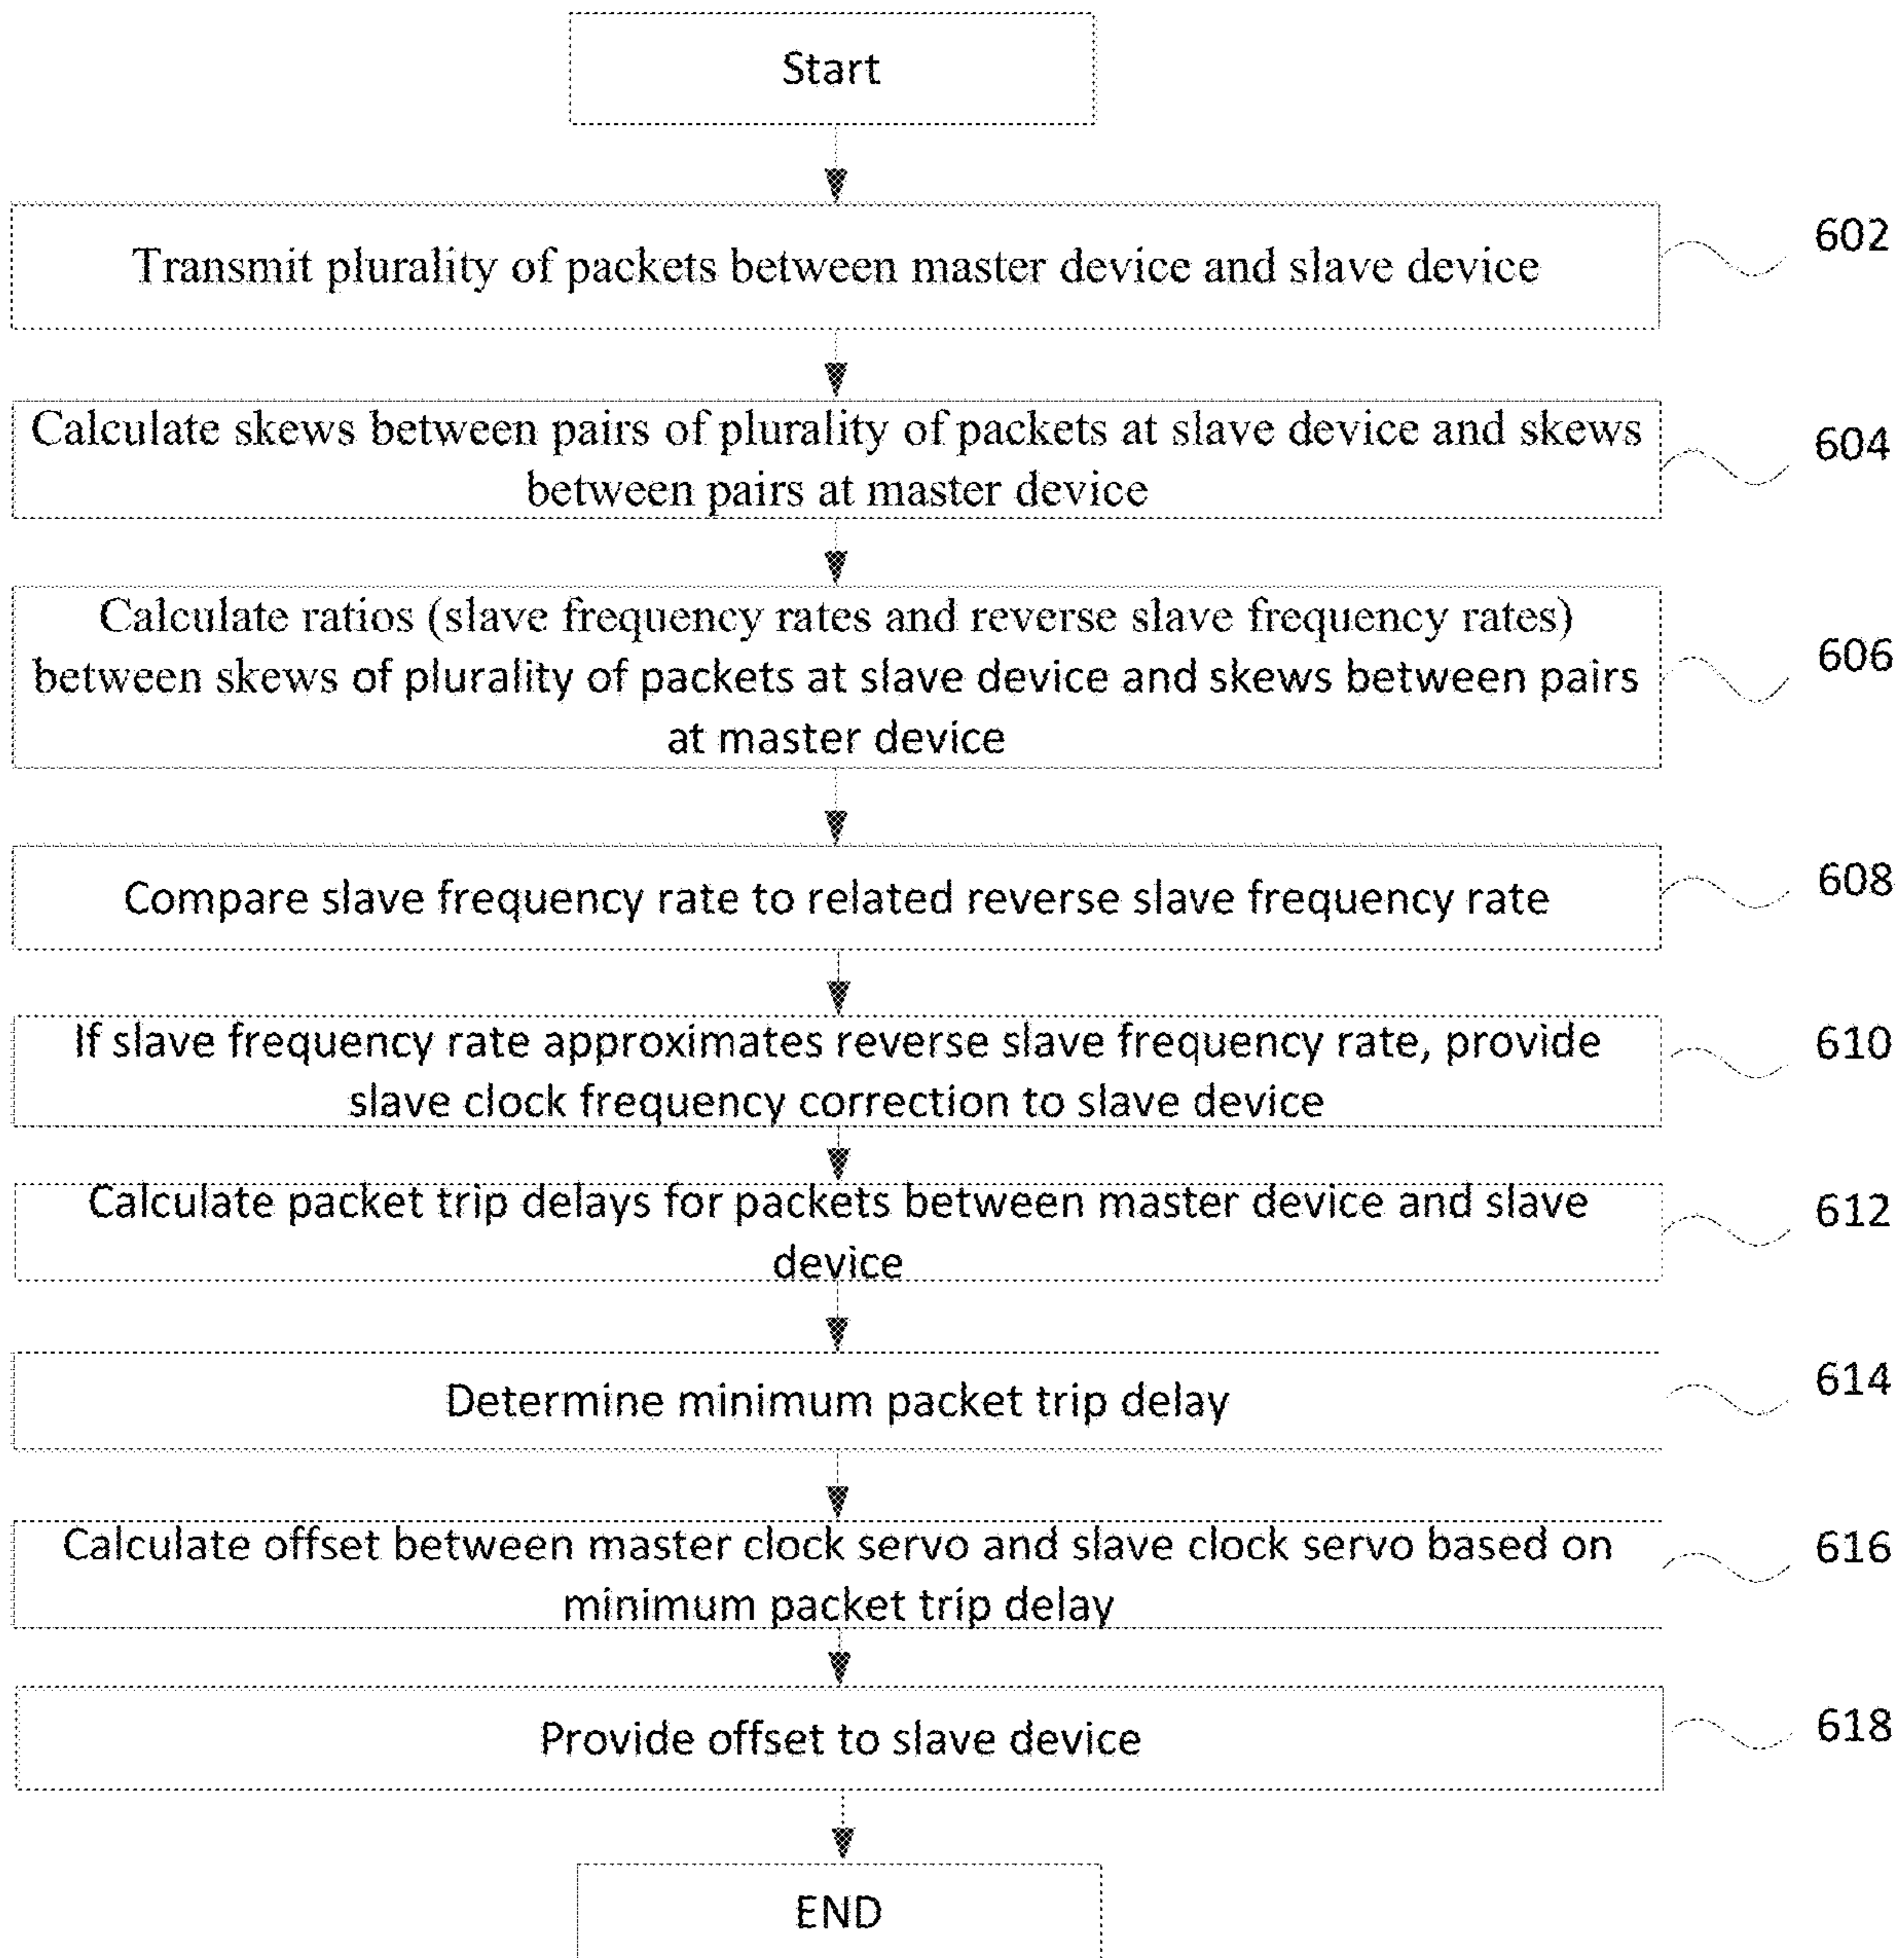 Start
Transmit plurality of packets between master device and slave device
602
Calculate skews between pairs of plurality of packets at slave device and skews
between pairs at master device
604
Calculate ratios (slave frequency rates and reverse slave frequency rates)
between skews of plurality of packets at slave device and skews between pairs
at master device
606
Compare slave frequency rate to related reverse slave frequency rate
608
If slave frequency rate approximates reverse slave frequency rate, provide
slave clock frequency correction to slave device
610
Calculate packet trip delays for packets between master device and slave
device
612
Determine minimum packet trip delay
614
Calculate offset between master clock servo and slave clock servo based on
minimum packet trip delay
616
Provide offset to slave device
618
END